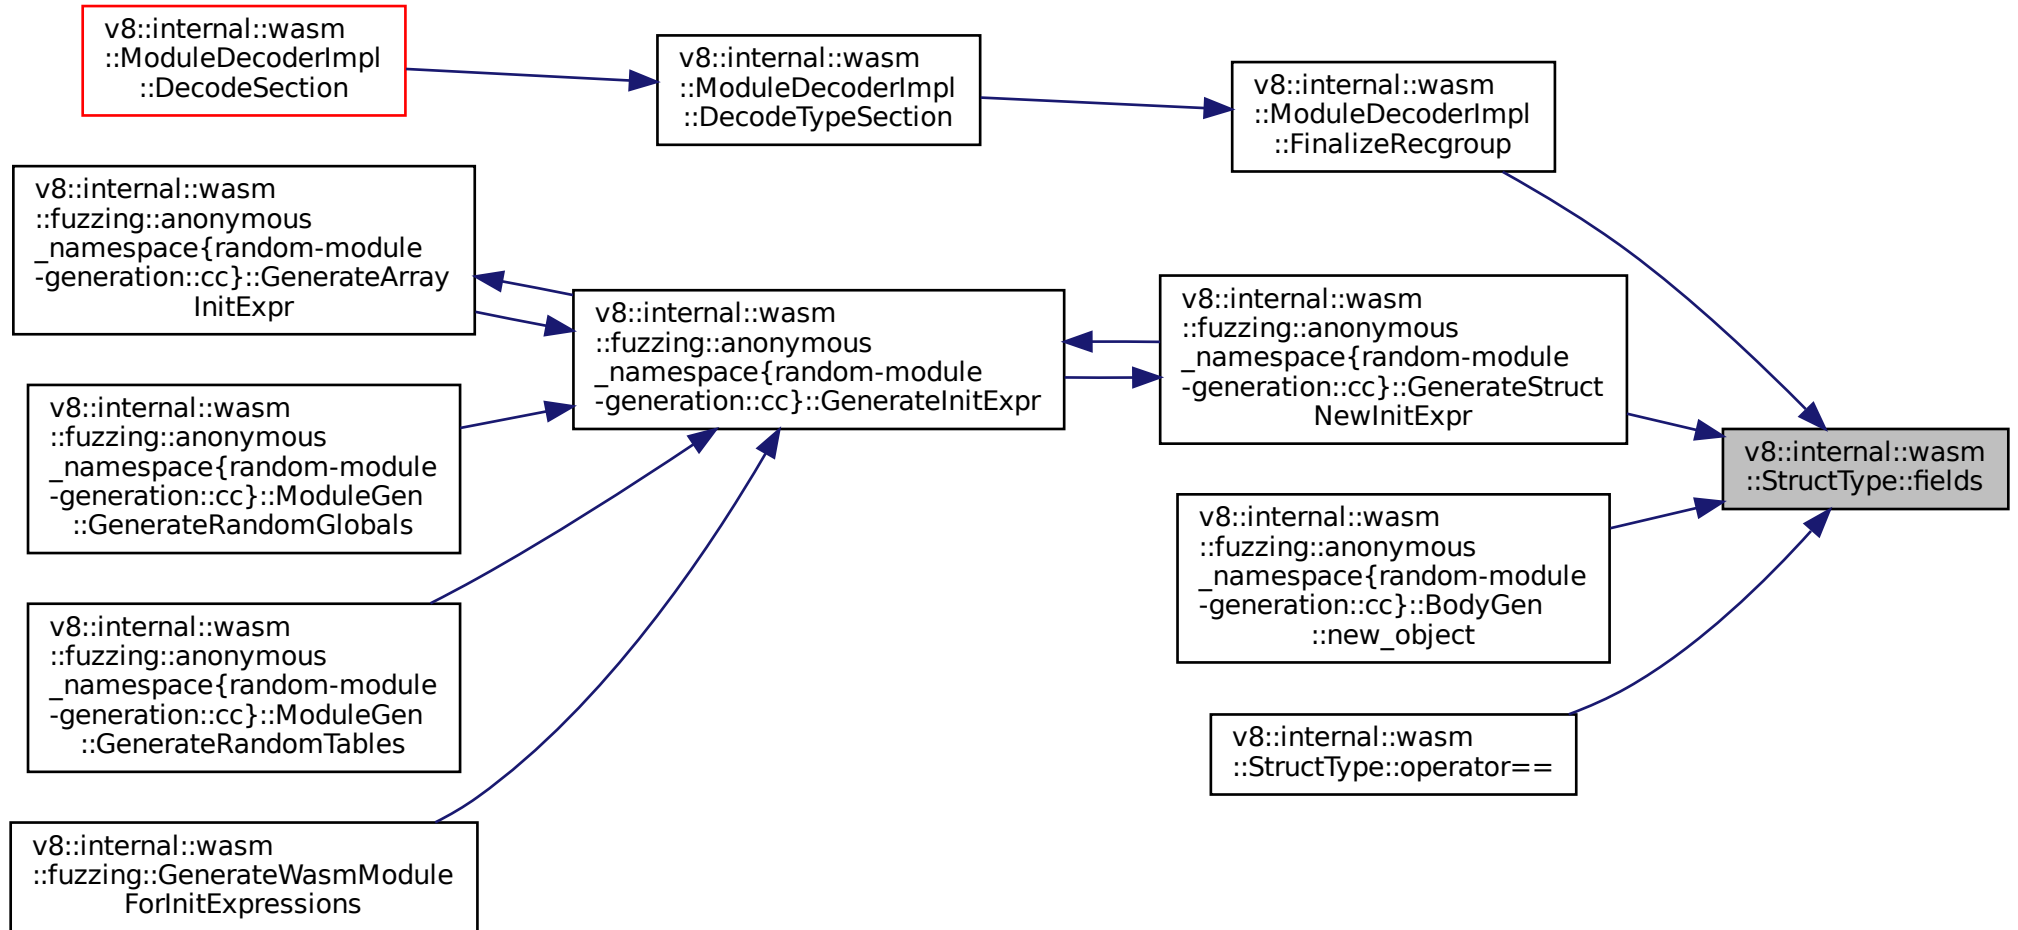 v8::internal::wasm
::ModuleDecoderImpl
::DecodeSection
v8::internal::wasm
::ModuleDecoderImpl
::DecodeTypeSection
v8::internal::wasm
::ModuleDecoderImpl
::FinalizeRecgroup
v8::internal::wasm
::fuzzing::anonymous
_namespace{random-module
-generation::cc}::GenerateArray
InitExpr
v8::internal::wasm
::fuzzing::anonymous
_namespace{random-module
-generation::cc}::GenerateInitExpr
v8::internal::wasm
::fuzzing::anonymous
_namespace{random-module
-generation::cc}::GenerateStruct
NewInitExpr
v8::internal::wasm
::StructType::fields
v8::internal::wasm
::fuzzing::anonymous
_namespace{random-module
-generation::cc}::ModuleGen
::GenerateRandomGlobals
v8::internal::wasm
::fuzzing::anonymous
_namespace{random-module
-generation::cc}::BodyGen
::new_object
v8::internal::wasm
::fuzzing::anonymous
_namespace{random-module
-generation::cc}::ModuleGen
::GenerateRandomTables
v8::internal::wasm
::StructType::operator==
v8::internal::wasm
::fuzzing::GenerateWasmModule
ForInitExpressions